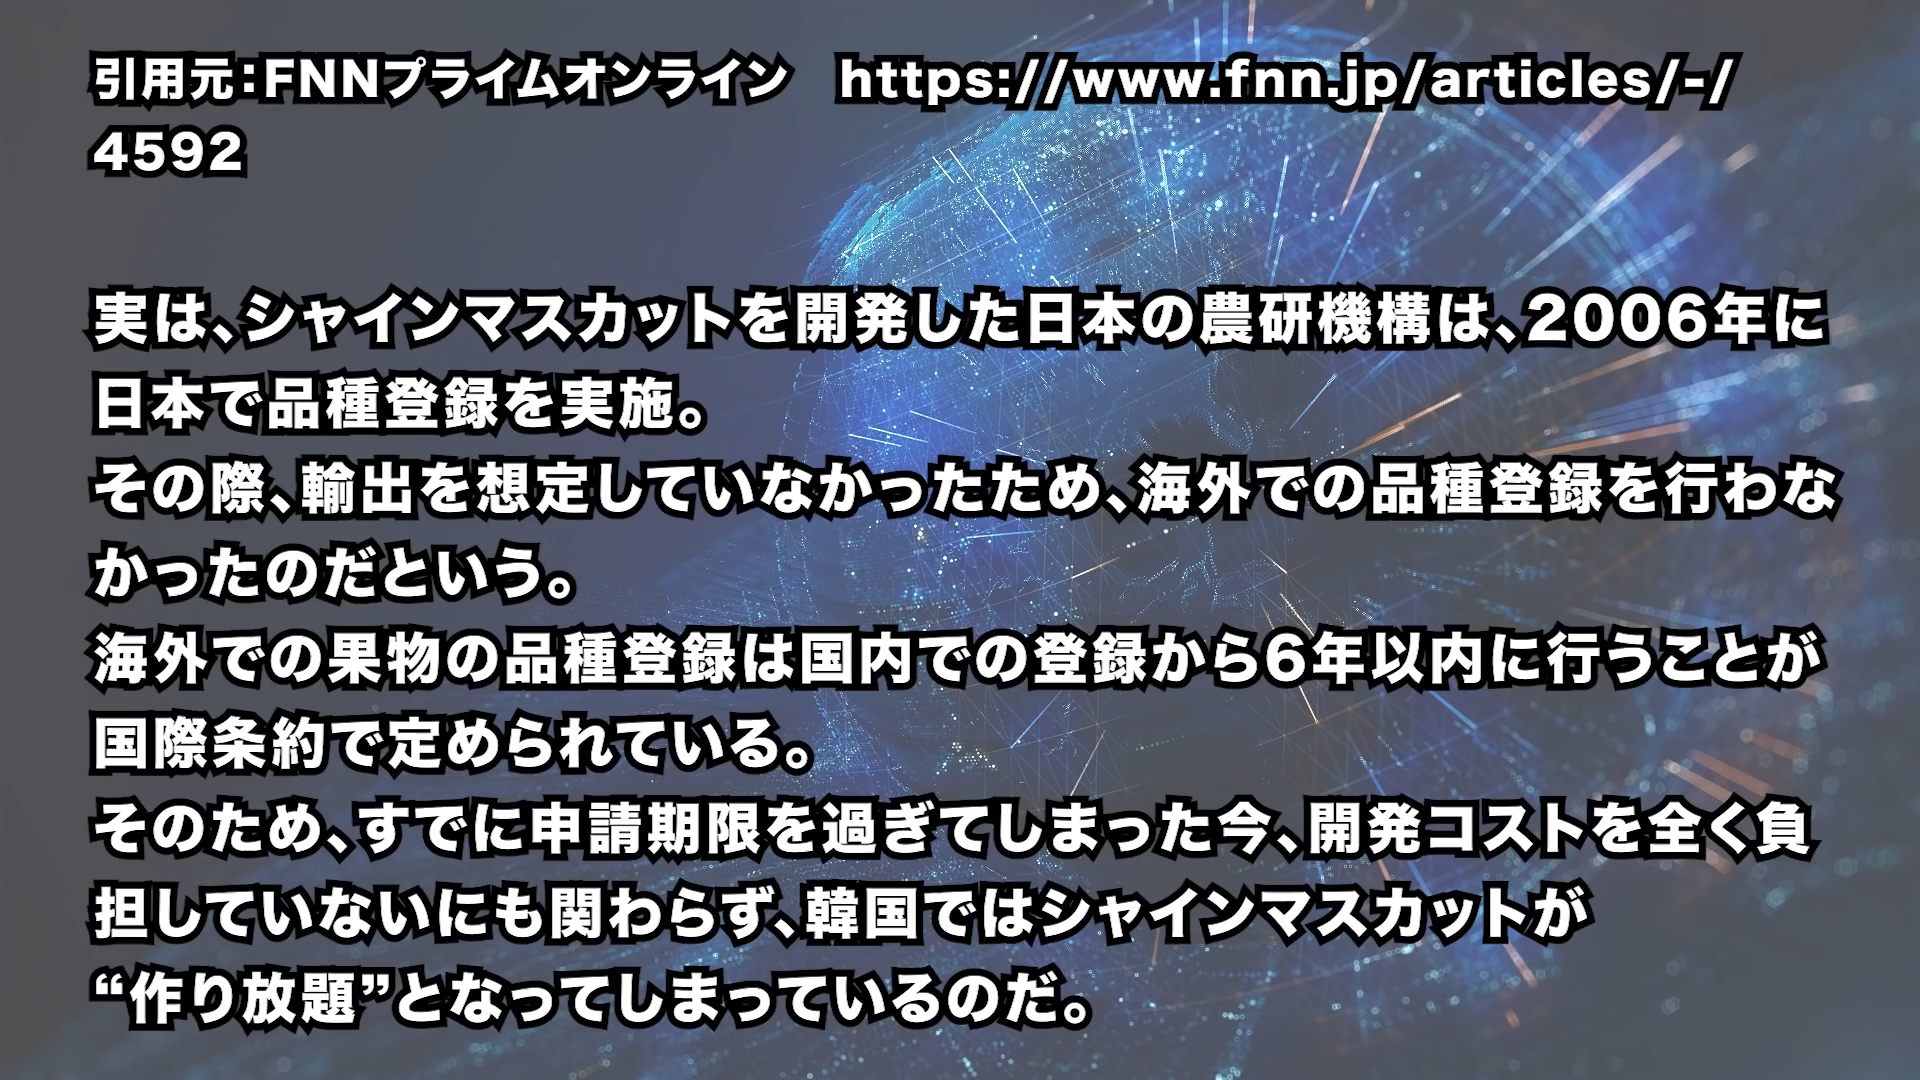 引用元：FNNプライムオンライン　https://www.fnn.jp/articles/-/
4592
実は、シャインマスカットを開発した日本の農研機構は、2006年に
日本で品種登録を実施。
その際、輸出を想定していなかったため、海外での品種登録を行わな
かったのだという。
海外での果物の品種登録は国内での登録から6年以内に行うことが
国際条約で定められている。
そのため、すでに申請期限を過ぎてしまった今、開発コストを全く負
担していないにも関わらず、韓国ではシャインマスカットが
“作り放題”となってしまっているのだ。